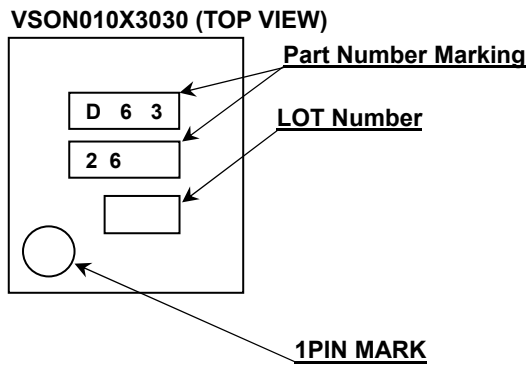 VSON010X3030 (TOP VIEW)
Part Number Marking
D 6 3
LOT Number
2 6
1PIN MARK